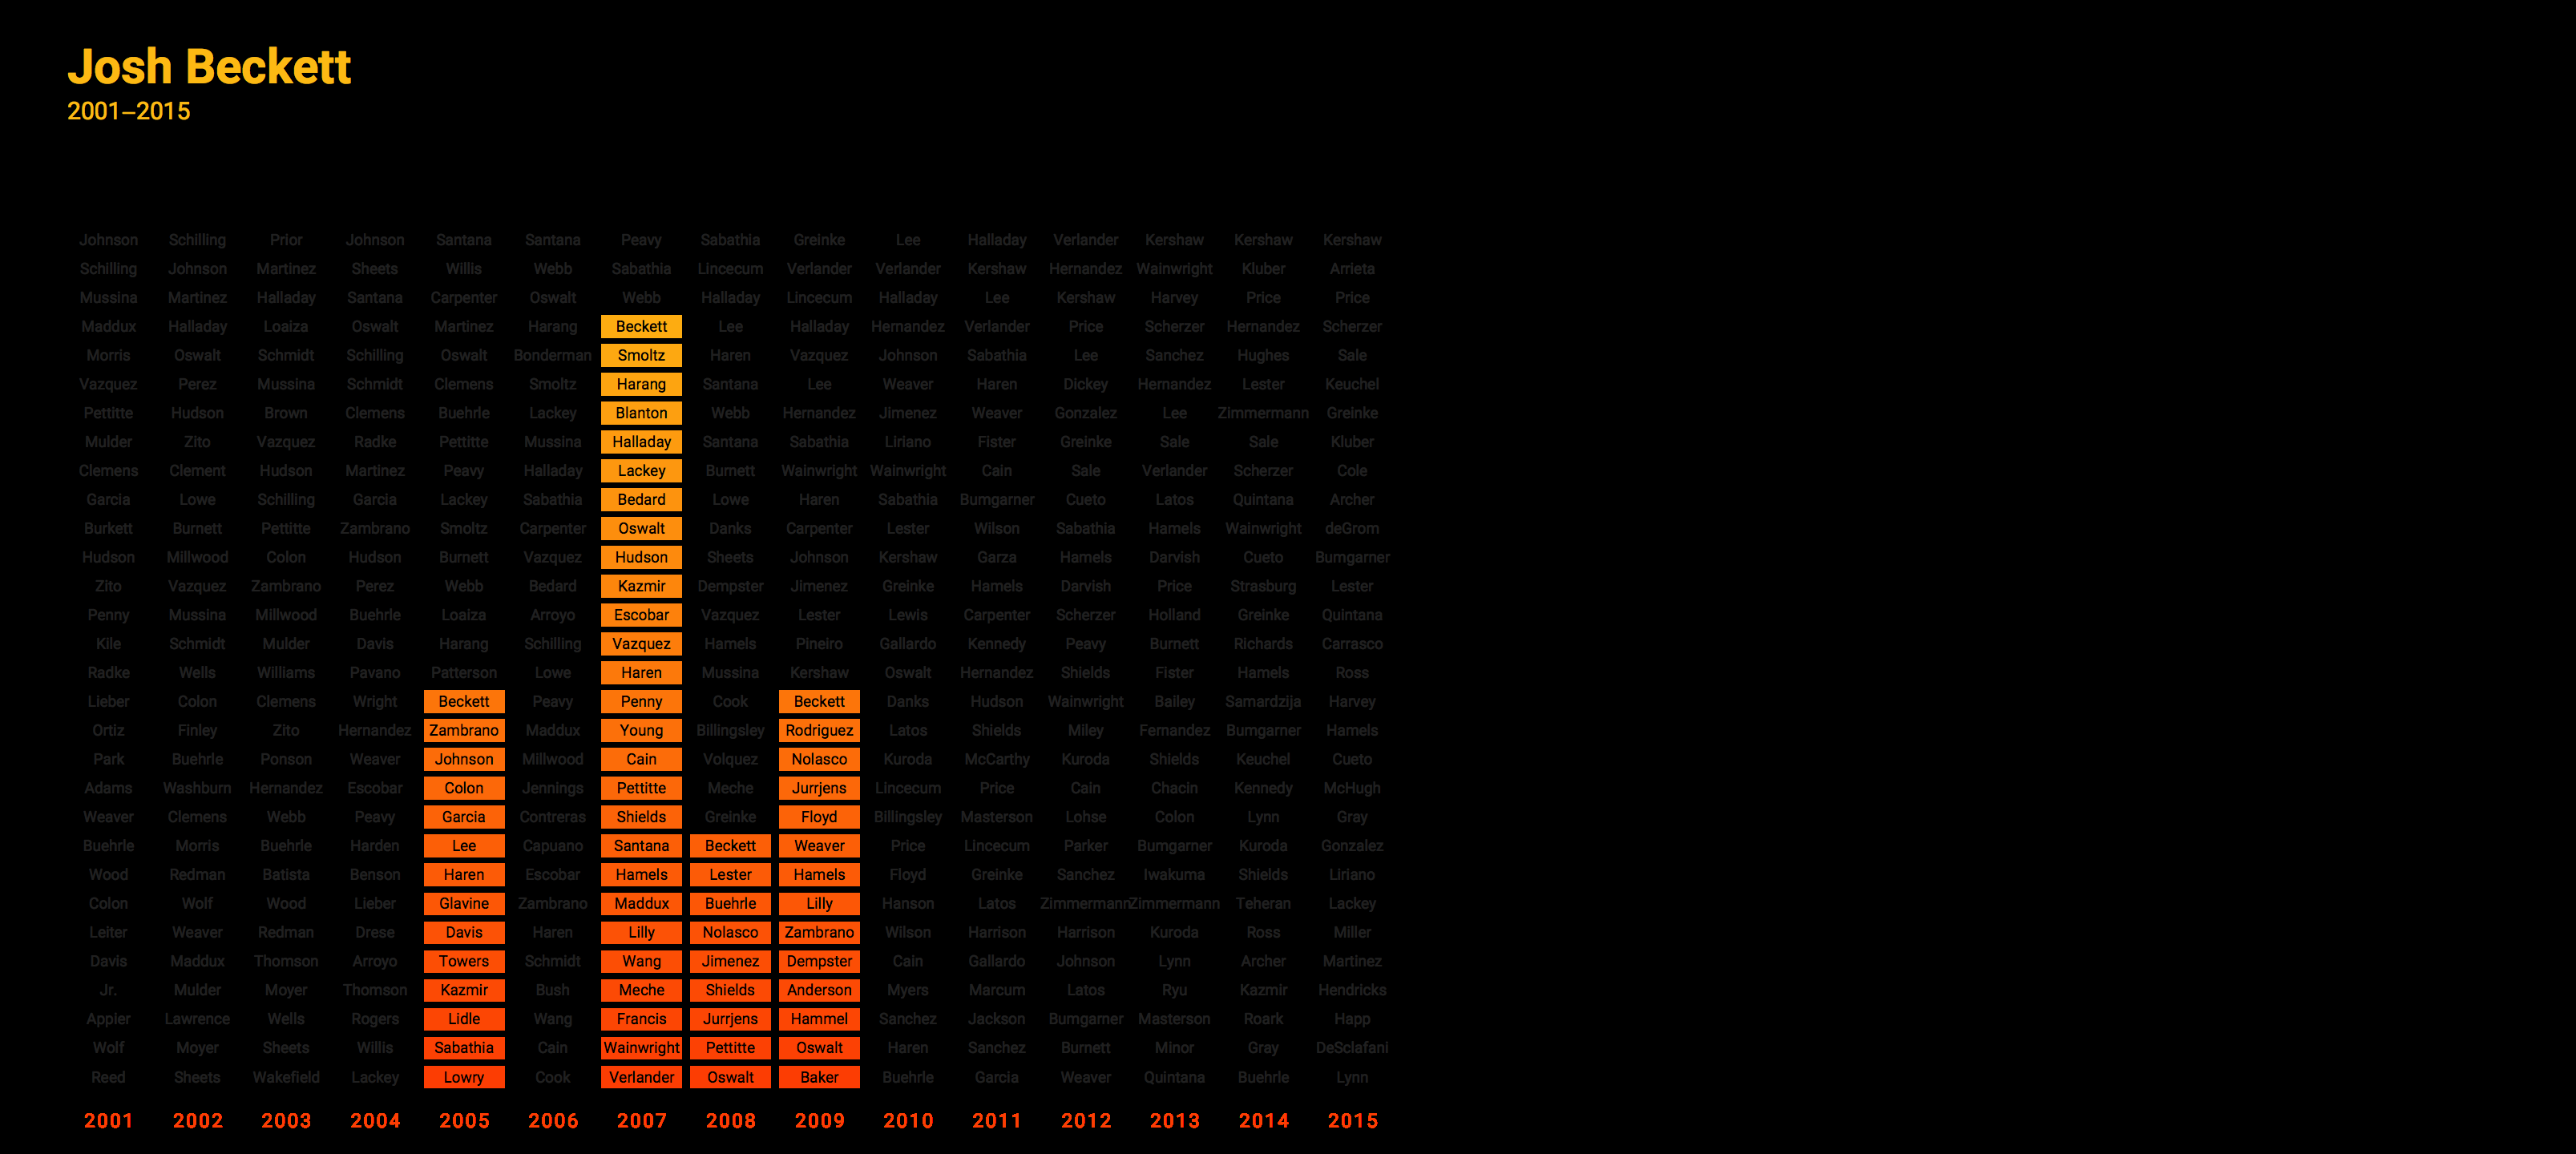 Josh Beckett
2001–2015
Johnson Schilling Prior Johnson Santana Santana Peavy Sabathia Greinke Lee Halladay Verlander Kershaw Kershaw Kershaw
Schilling Johnson Martinez Sheets Willis Webb Sabathia Lincecum Verlander Verlander Kershaw Hernandez Wainwright Kluber Arrieta
Mussina Martinez Halladay Santana Carpenter Oswalt Webb Halladay Lincecum Halladay Lee Kershaw Harvey Price Price
Maddux Halladay Loaiza Oswalt Martinez Harang Beckett Lee Halladay Hernandez Verlander Price Scherzer Hernandez Scherzer
Morris Oswalt Schmidt Schilling Oswalt Bonderman Smoltz Haren Vazquez Johnson Sabathia Lee Sanchez Hughes Sale
Vazquez Perez Mussina Schmidt Clemens Smoltz Harang Santana Lee Weaver Haren Dickey Hernandez Lester Keuchel
Pettitte Hudson Brown Clemens Buehrle Lackey Blanton Webb Hernandez Jimenez Weaver Gonzalez Lee Zimmermann Greinke
Mulder Zito Vazquez Radke Pettitte Mussina Halladay Santana Sabathia Liriano Fister Greinke Sale Sale Kluber
Clemens Clement Hudson Martinez Peavy Halladay Lackey Burnett Wainwright Wainwright Cain Sale Verlander Scherzer Cole
Garcia Lowe Schilling Garcia Lackey Sabathia Bedard Lowe Haren Sabathia Bumgarner Cueto Latos Quintana Archer
Burkett Burnett Pettitte Zambrano Smoltz Carpenter Oswalt Danks Carpenter Lester Wilson Sabathia Hamels Wainwright deGrom
Hudson Millwood Colon Hudson Burnett Vazquez Hudson Sheets Johnson Kershaw Garza Hamels Darvish Cueto Bumgarner
Zito Vazquez Zambrano Perez Webb Bedard Kazmir Dempster Jimenez Greinke Hamels Darvish Price Strasburg Lester
Penny Mussina Millwood Buehrle Loaiza Arroyo Escobar Vazquez Lester Lewis Carpenter Scherzer Holland Greinke Quintana
Kile Schmidt Mulder Davis Harang Schilling Vazquez Hamels Pineiro Gallardo Kennedy Peavy Burnett Richards Carrasco
Radke Wells Williams Pavano Patterson Lowe Haren Mussina Kershaw Oswalt Hernandez Shields Fister Hamels Ross
Lieber Colon Clemens Wright Beckett Peavy Penny Cook Beckett Danks Hudson Wainwright Bailey Samardzija Harvey
Ortiz Finley Zito Hernandez Zambrano Maddux Young Billingsley Rodriguez Latos Shields Miley Fernandez Bumgarner Hamels
Park Buehrle Ponson Weaver Johnson Millwood Cain Volquez Nolasco Kuroda McCarthy Kuroda Shields Keuchel Cueto
Adams Washburn Hernandez Escobar Colon Jennings Pettitte Meche Jurrjens Lincecum Price Cain Chacin Kennedy McHugh
Weaver Clemens Webb Peavy Garcia Contreras Shields Greinke Floyd Billingsley Masterson Lohse Colon Lynn Gray
Buehrle Morris Buehrle Harden Lee Capuano Santana Beckett Weaver Price Lincecum Parker Bumgarner Kuroda Gonzalez
Wood Redman Batista Benson Haren Escobar Hamels Lester Hamels Floyd Greinke Sanchez Iwakuma Shields Liriano
Colon Wolf Wood Lieber Glavine Zambrano Maddux Buehrle Lilly Hanson Latos Zimmermann Zimmermann Teheran Lackey
Leiter Weaver Redman Drese Davis Haren Lilly Nolasco Zambrano Wilson Harrison Harrison Kuroda Ross Miller
Davis Maddux Thomson Arroyo Towers Schmidt Wang Jimenez Dempster Cain Gallardo Johnson Lynn Archer Martinez
Jr. Mulder Moyer Thomson Kazmir Bush Meche Shields Anderson Myers Marcum Latos Ryu Kazmir Hendricks
Appier Lawrence Wells Rogers Lidle Wang Francis Jurrjens Hammel Sanchez Jackson Bumgarner Masterson Roark Happ
Wolf Moyer Sheets Willis Sabathia Cain Wainwright Pettitte Oswalt Haren Sanchez Burnett Minor Gray DeSclafani
Reed Sheets Wakefield Lackey Lowry Cook Verlander Oswalt Baker Buehrle Garcia Weaver Quintana Buehrle Lynn
2001 2002 2003 2004 2005 2006 2007 2008 2009 2010 2011 2012 2013 2014 2015